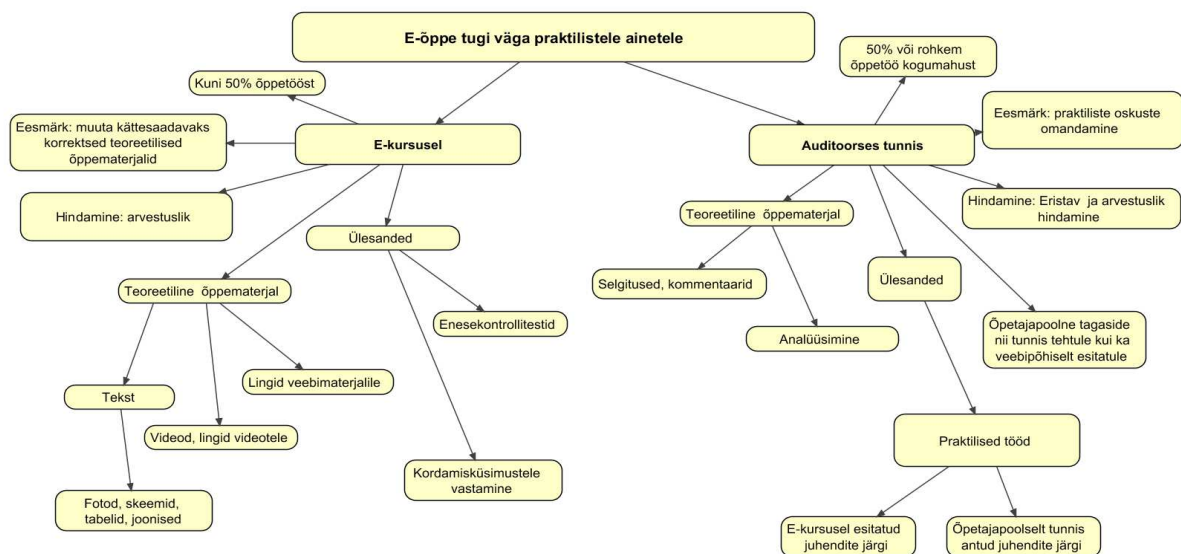 E-õppe tugi väga praktilistele ainetele
Kuni 50% õppetööst
50% või rohkem
õppetöö kogumahust
Eesmärk: muuta kättesaadavaks
korrektsed teoreetilised
õppematerjalid
E-kursusel
Auditoorses tunnis
Eesmärk: praktiliste oskuste
omandamine
Hindamine: arvestuslik
Ülesanded
Teoreetiline õppematerjal
Hindamine: Eristav ja arvestuslik
hindamine
Teoreetiline õppematerjal
Enesekontrollitestid
Selgitused, kommentaarid
Ülesanded
Analüüsimine
Õpetajapoolne tagaside
nii tunnis tehtule kui ka
veebipõhiselt esitatule
Tekst
Lingid veebimaterjalile
Videod, lingid videotele
Kordamisküsimustele
vastamine
Praktilised tööd
Fotod, skeemid,
tabelid, joonised
E-kursusel esitatud
juhendite järgi
Õpetajapoolselt tunnis
antud juhendite järgi